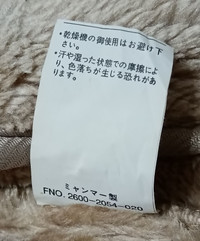 ・乾燥機の御使用はお避け下
さい。
・汗や湿った状態での摩擦によ
り、色落ちが生じる恐れがあ
ります。
ミャンマー製
FNO. 2600-2054-020